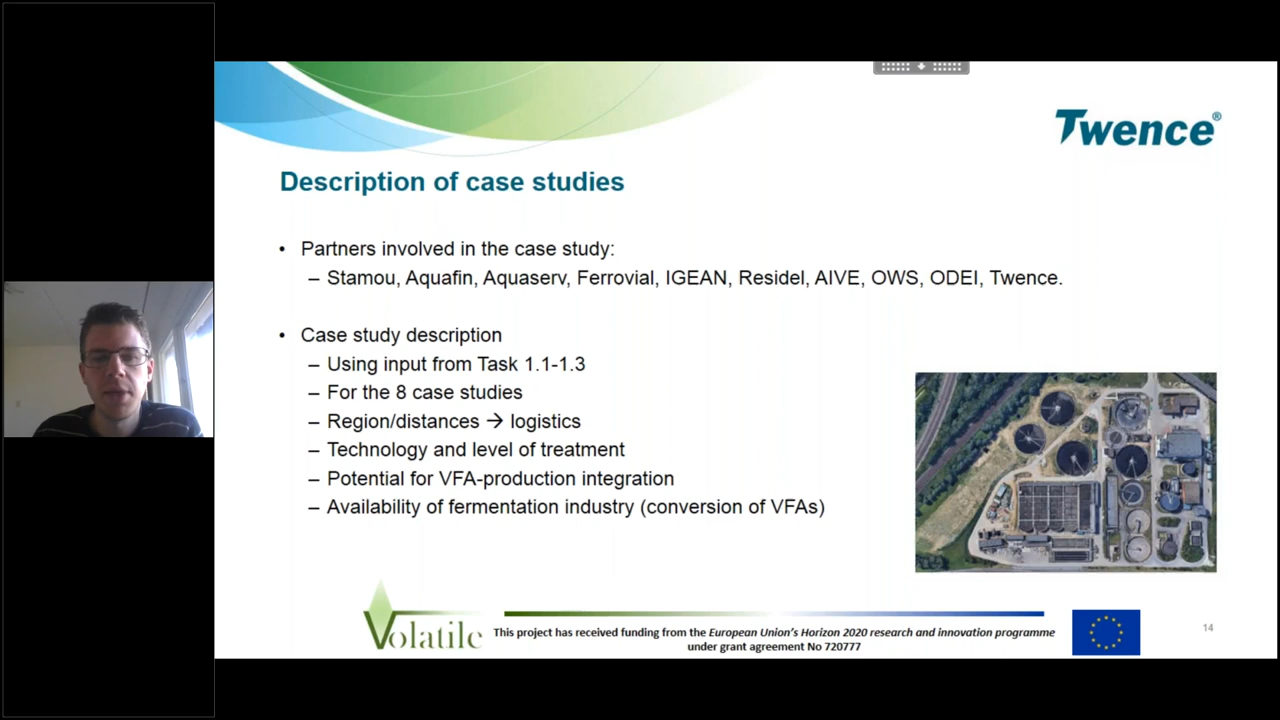 Twence®
Description of case studies
• Partners involved in the case study:
– Stamou, Aquafin, Aquaserv, Ferrovial, IGEAN, Residel, AIVE, OWS, ODEI, Twence.
• Case study description
– Using input from Task 1.1-1.3
– For the 8 case studies
– Region/distances → logistics
– Technology and level of treatment
– Potential for VFA-production integration
– Availability of fermentation industry (conversion of VFAs)
Volatile
This project has received funding from the European Union's Horizon 2020 research and innovation programme
under grant agreement No 720777
14